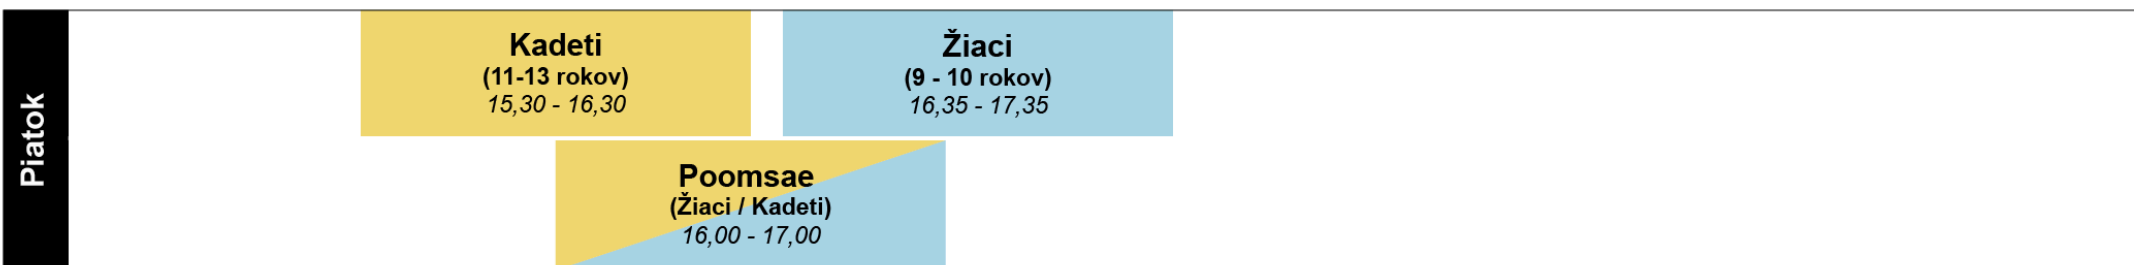 Piatok
Kadeti
(11-13 rokov)
15,30 - 16,30
Žiaci
(9 - 10 rokov)
16,35 - 17,35
Poomsae
(Žiaci / Kadeti)
16,00 - 17,00